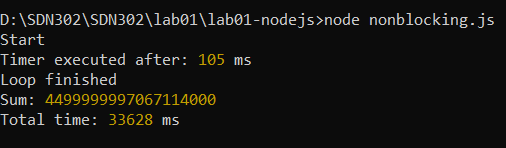 D:\SDN302\SDN302\lab01\lab01-nodejs>node nonblocking.js
Start
Timer executed after: 105 ms
Loop finished
Sum: 4499999997067114000
Total time: 33628 ms